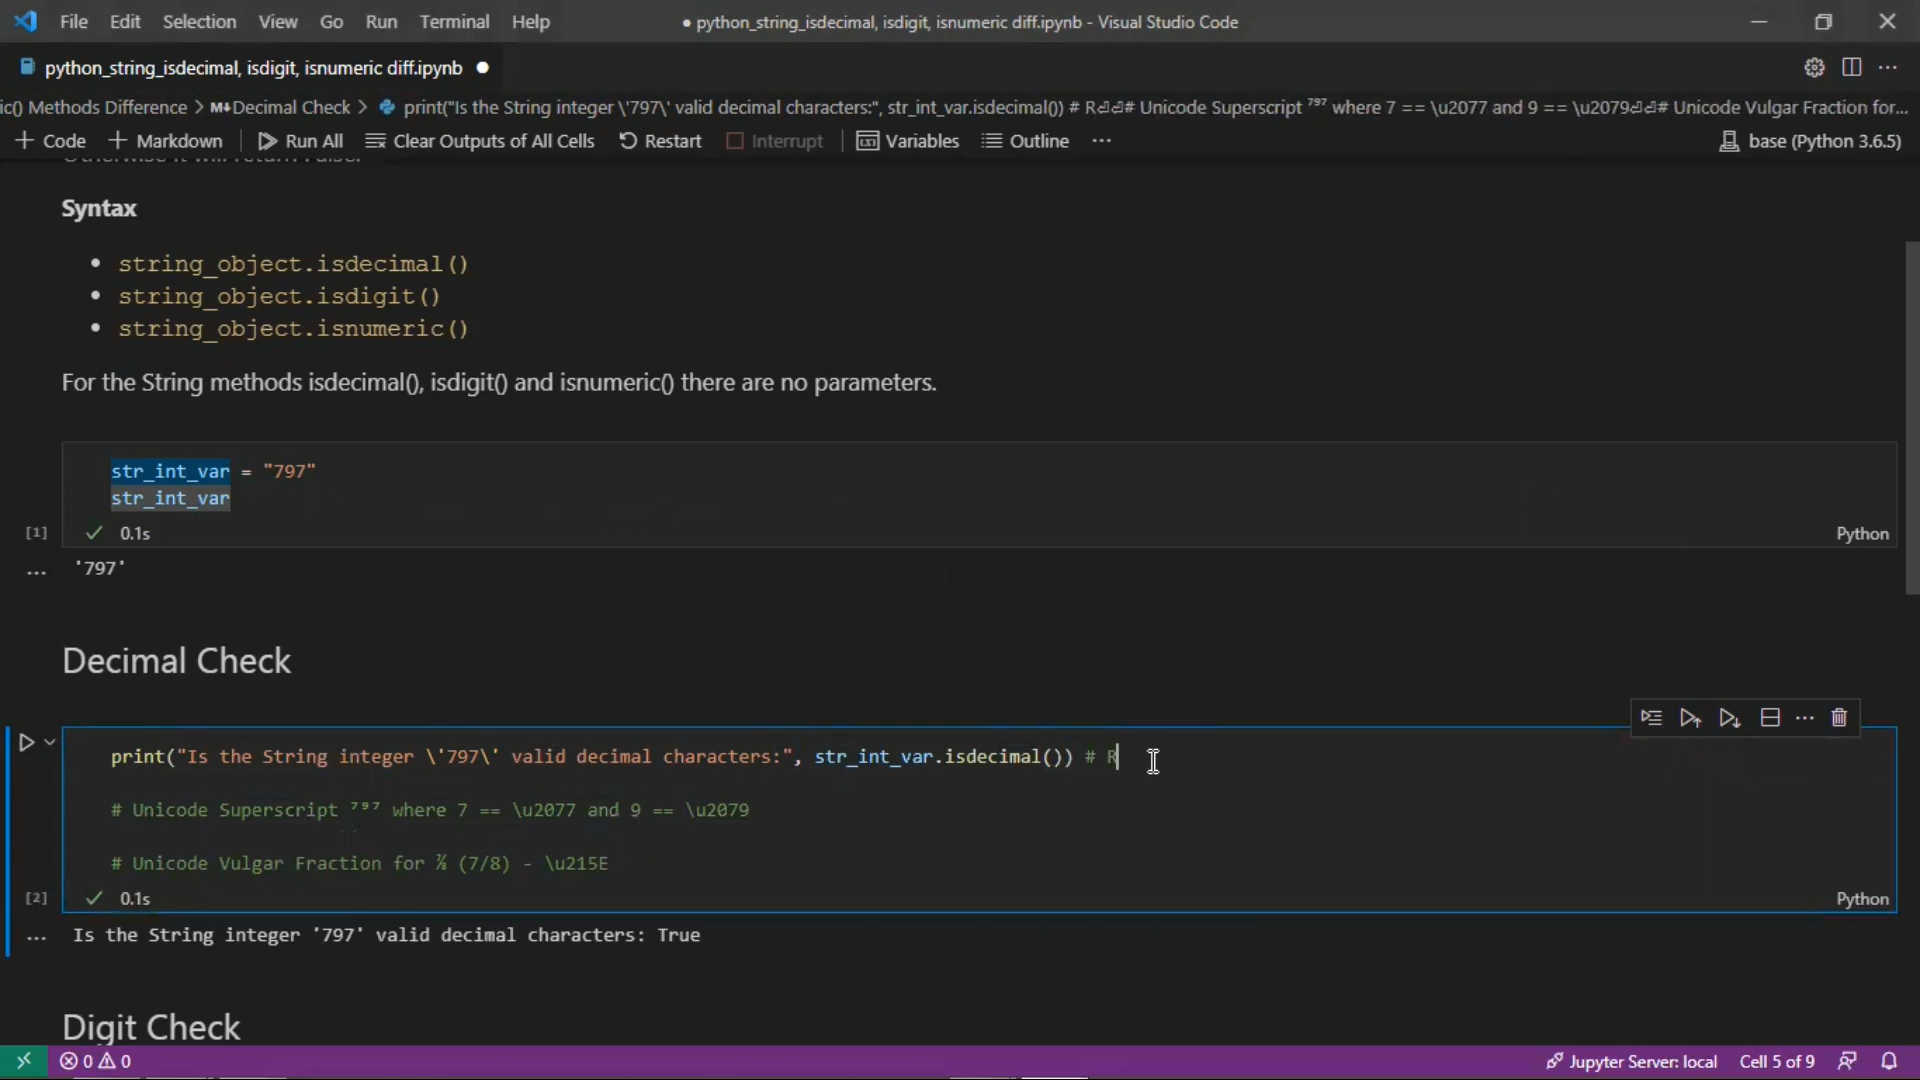 File Edit Selection View Go Run Terminal Help ● python_string_isdecimal, isdigit, isnumeric diff.ipynb - Visual Studio Code
python_string_isdecimal, isdigit, isnumeric diff.ipynb ●
ic() Methods Difference > M↓Decimal Check > print("Is the String integer \'797\' valid decimal characters:", str_int_var.isdecimal()) # R⏎⏎# Unicode Superscript ⁷⁹⁷ where 7 == \u2077 and 9 == \u2079⏎⏎# Unicode Vulgar Fraction for...
+ Code + Markdown Run All Clear Outputs of All Cells Restart Interrupt Variables Outline ... base (Python 3.6.5)
Otherwise it will return False.
Syntax
• string_object.isdecimal()
• string_object.isdigit()
• string_object.isnumeric()
For the String methods isdecimal(), isdigit() and isnumeric() there are no parameters.
str_int_var = "797"
str_int_var
[1] ✓ 0.1s Python
... '797'
Decimal Check
print("Is the String integer \'797\' valid decimal characters:", str_int_var.isdecimal()) # R
# Unicode Superscript ⁷⁹⁷ where 7 == \u2077 and 9 == \u2079
# Unicode Vulgar Fraction for ⅞ (7/8) - \u215E
[2] ✓ 0.1s Python
... Is the String integer '797' valid decimal characters: True
Digit Check
0 0 Jupyter Server: local Cell 5 of 9